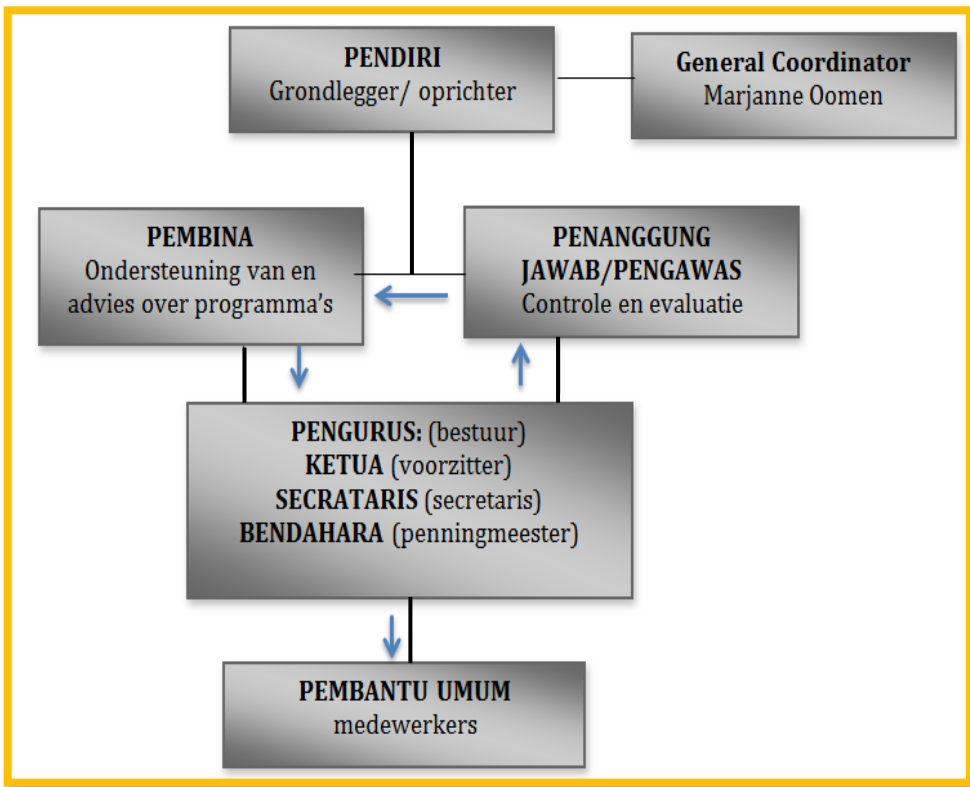 PENDIRI
Grondlegger/ oprichter
General Coordinator
Marjanne Oomen
PEMBINA
Ondersteuning van en
advies over programma's
PENANGGUNG
JAWAB/PENGAWAS
Controle en evaluatie
PENGURUS: (bestuur)
KETUA (voorzitter)
SECRATARIS (secretaris)
BENDAHARA (penningmeester)
PEMBANTU UMUM
medewerkers